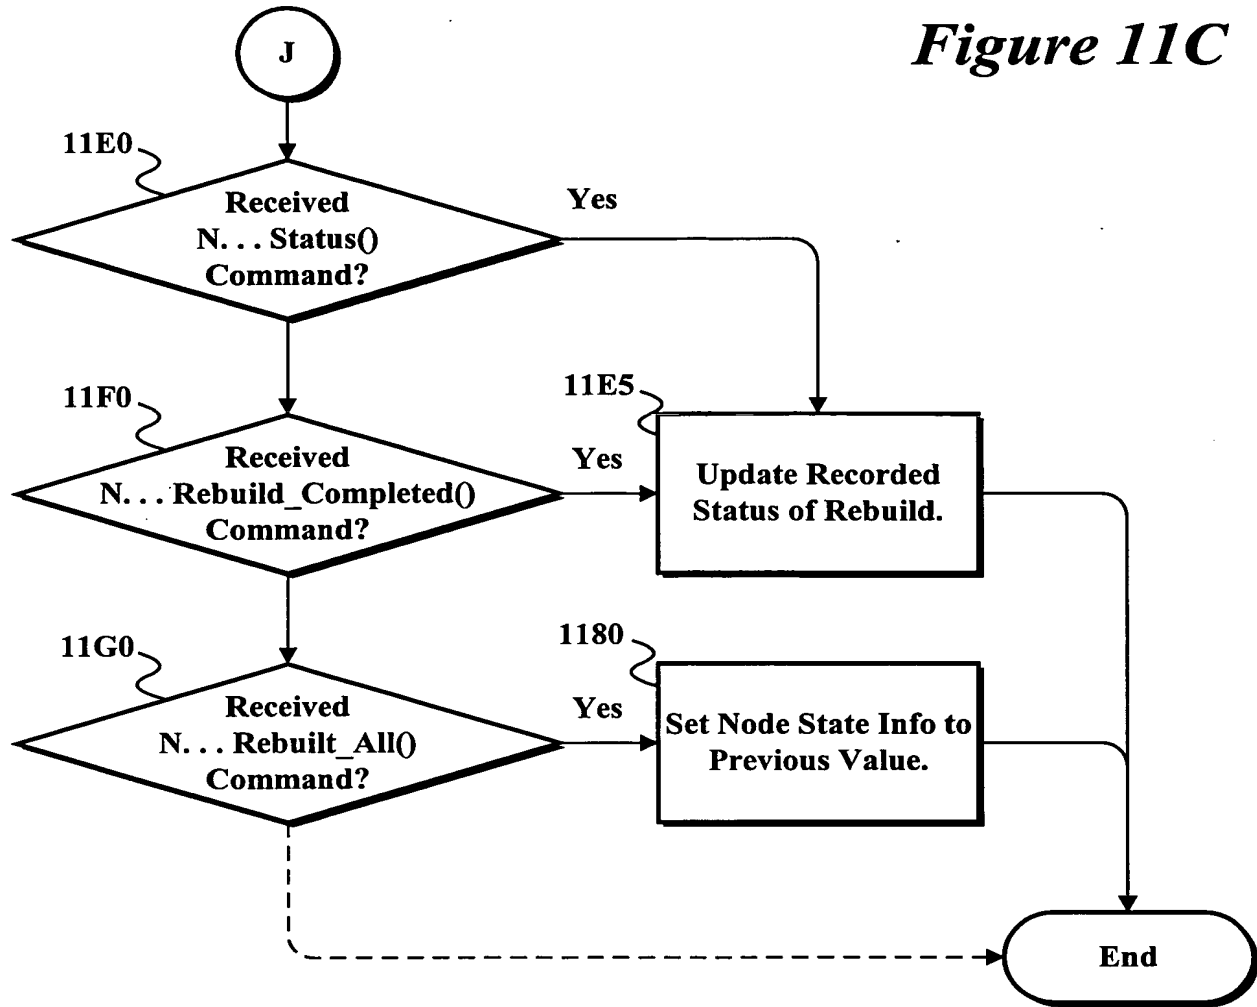 Figure 11C
J
11E0
Received
N. . . Status()
Command?
Yes
11F0
Received
N. . . Rebuild_Completed()
Command?
Yes
11E5
Update Recorded
Status of Rebuild.
11G0
Received
N. . . Rebuilt_All()
Command?
Yes
1180
Set Node State Info to
Previous Value.
End